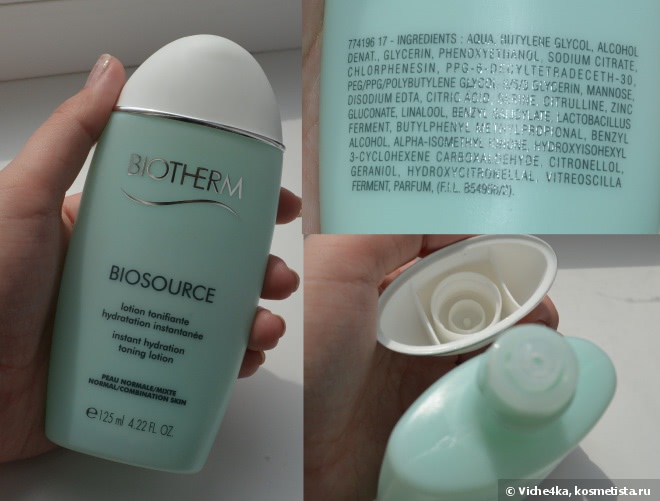 BIOTHERM
BIOSOURCE
lotion tonifiante
hydratation instantanée
instant hydration
toning lotion
PEAU NORMALE/MIXTE
NORMAL/COMBINATION SKIN
℮125 ml 4.22 FL OZ.
774196 17 - INGREDIENTS : AQUA, BUTYLENE GLYCOL, ALCOHOL
DENAT., GLYCERIN, PHENOXYETHANOL, SODIUM CITRATE,
CHLORPHENESIN, PPG-6-DECYLTETRADECETH-30,
PEG/PPG/POLYBUTYLENE GLYCOL-8/5/3 GLYCERIN, MANNOSE,
DISODIUM EDTA, CITRIC ACID, SERINE, CITRULLINE, ZINC
GLUCONATE, LINALOOL, BENZYL SALICYLATE, LACTOBACILLUS
FERMENT, BUTYLPHENYL METHYLPROPIONAL, BENZYL
ALCOHOL, ALPHA-ISOMETHYL IONONE, HYDROXYISOHEXYL
3-CYCLOHEXENE CARBOXALDEHYDE, CITRONELLOL,
GERANIOL, HYDROXYCITRONELLAL, VITREOSCILLA
FERMENT, PARFUM, (F.I.L.
© Viche4ka, kosmetista.ru